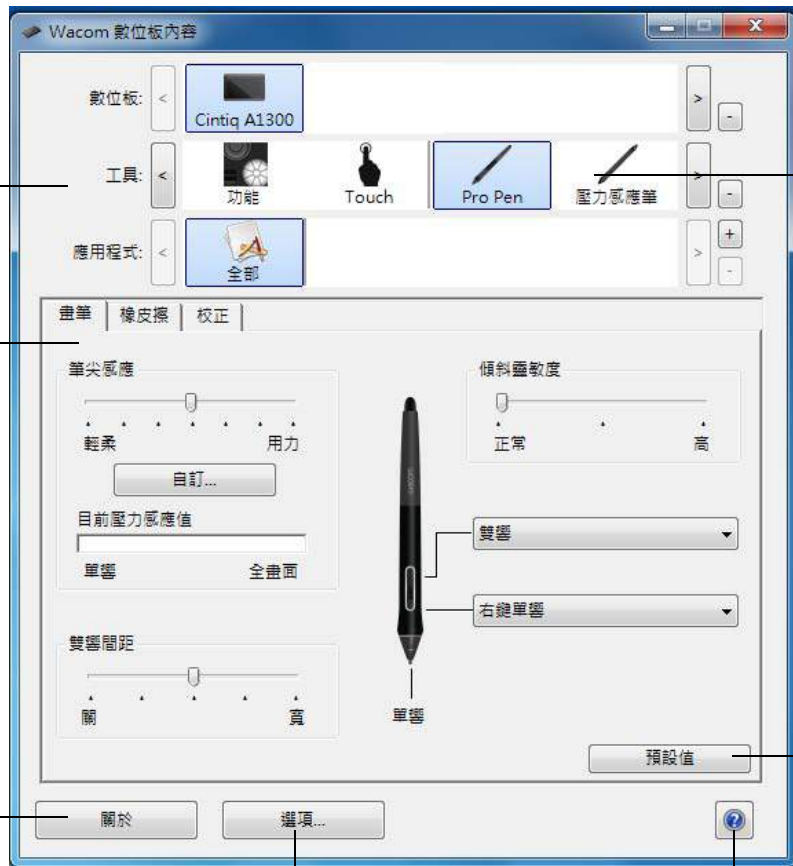 Wacom 數位板內容
數位板:
<
Cintiq A1300
>
-
工具:
<
功能
Touch
Pro Pen
壓力感應筆
>
-
應用程式:
<
全部
>
+
-
畫筆
橡皮擦
校正
筆尖感應
輕柔
用力
自訂...
目前壓力感應值
單響
全畫面
雙響間距
關
寬
傾斜靈敏度
正常
高
雙響
右鍵單響
單響
預設值
關於
選項...
?